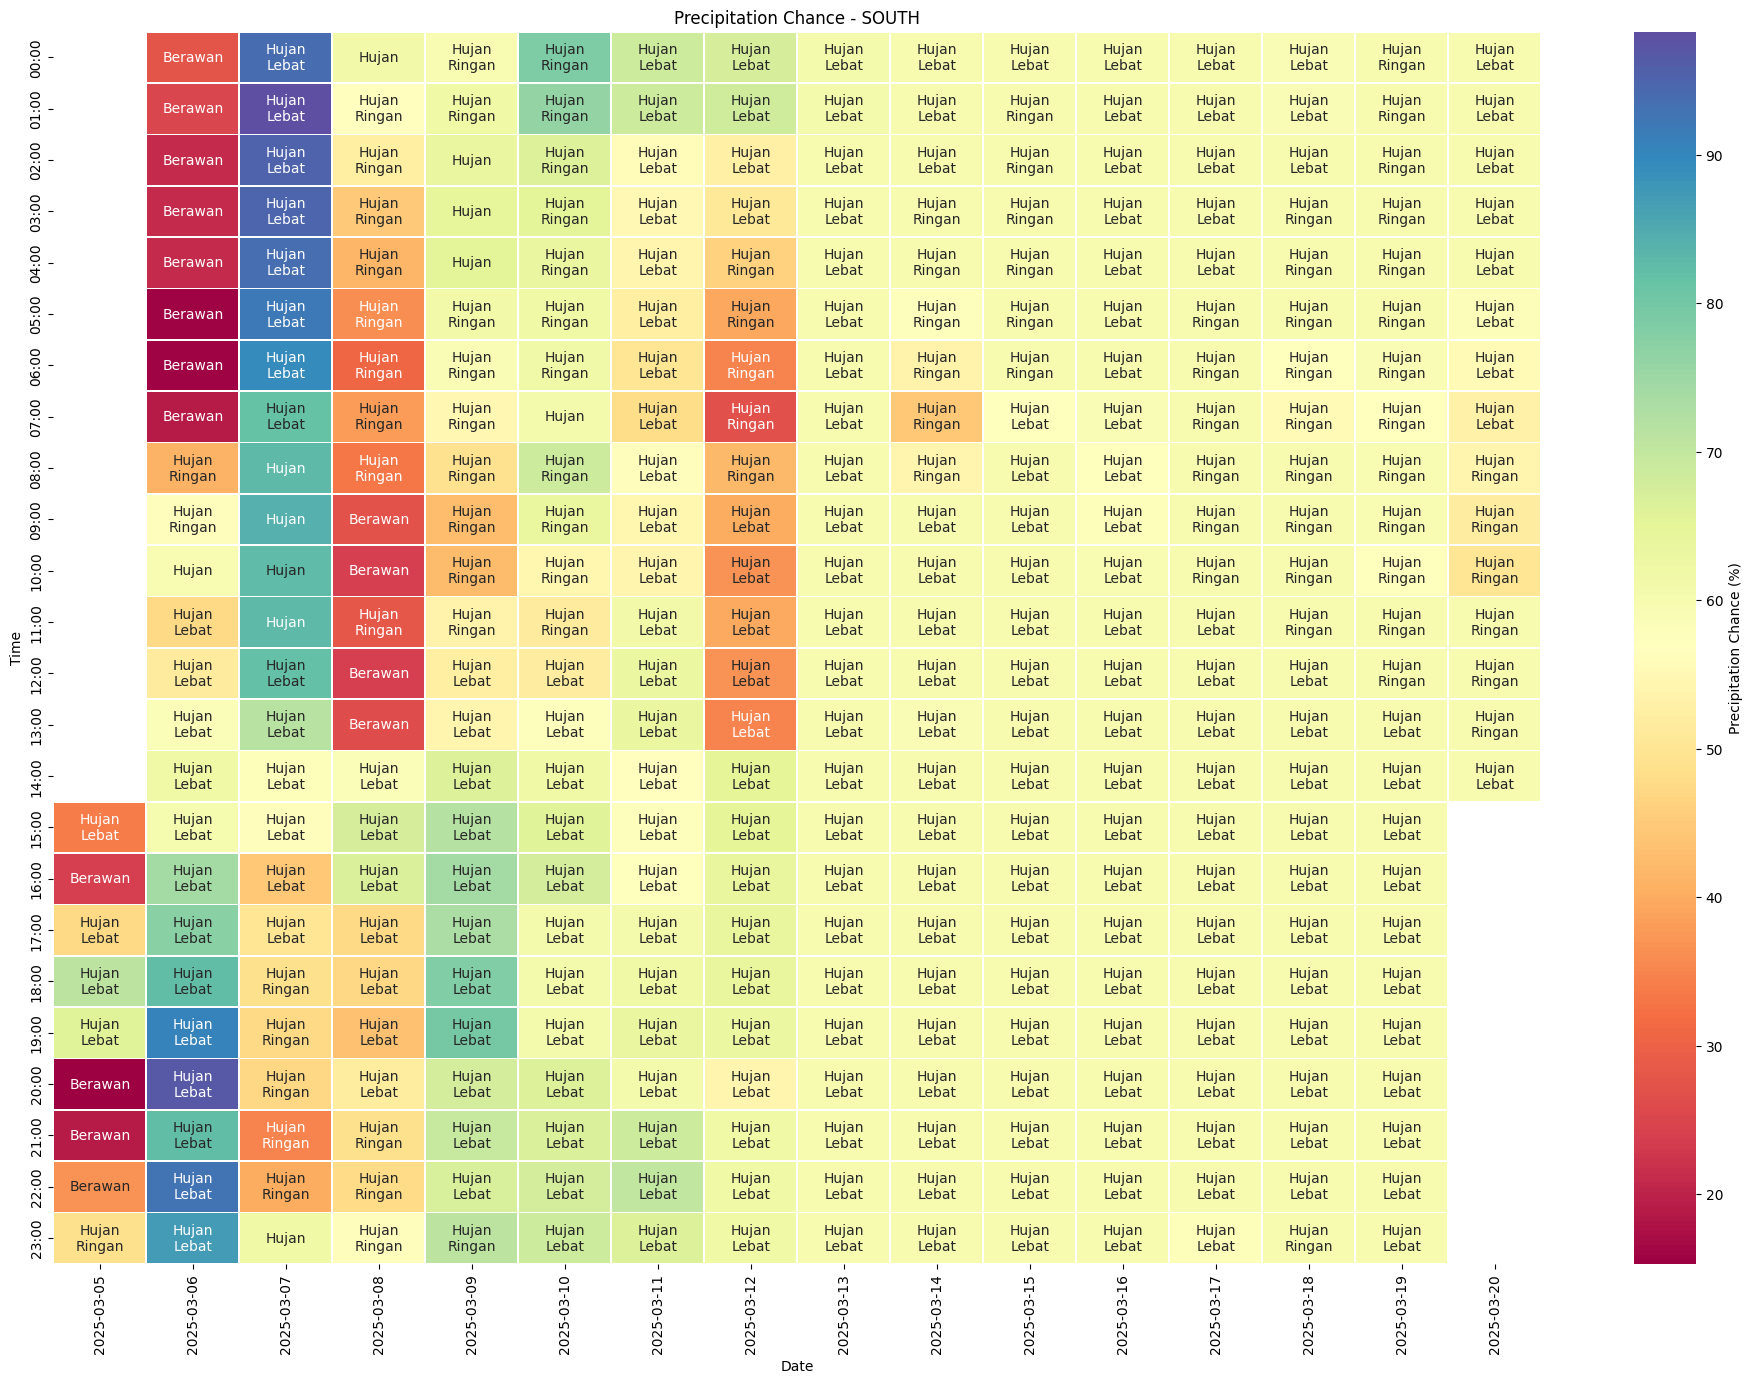 Precipitation Chance - SOUTH
00:00 Berawan Hujan Lebat Hujan Hujan Ringan Hujan Ringan Hujan Lebat Hujan Lebat Hujan Lebat Hujan Lebat Hujan Lebat Hujan Lebat Hujan Lebat Hujan Lebat Hujan Ringan Hujan Lebat
01:00 Berawan Hujan Lebat Hujan Ringan Hujan Ringan Hujan Ringan Hujan Lebat Hujan Lebat Hujan Lebat Hujan Lebat Hujan Ringan Hujan Lebat Hujan Lebat Hujan Lebat Hujan Ringan Hujan Lebat
02:00 Berawan Hujan Lebat Hujan Ringan Hujan Hujan Ringan Hujan Lebat Hujan Lebat Hujan Lebat Hujan Lebat Hujan Ringan Hujan Lebat Hujan Lebat Hujan Lebat Hujan Ringan Hujan Lebat
03:00 Berawan Hujan Lebat Hujan Ringan Hujan Hujan Ringan Hujan Lebat Hujan Lebat Hujan Lebat Hujan Ringan Hujan Ringan Hujan Lebat Hujan Lebat Hujan Ringan Hujan Ringan Hujan Lebat
04:00 Berawan Hujan Lebat Hujan Ringan Hujan Hujan Ringan Hujan Lebat Hujan Ringan Hujan Lebat Hujan Ringan Hujan Ringan Hujan Lebat Hujan Lebat Hujan Ringan Hujan Ringan Hujan Lebat
05:00 Berawan Hujan Lebat Hujan Ringan Hujan Ringan Hujan Ringan Hujan Lebat Hujan Ringan Hujan Lebat Hujan Ringan Hujan Ringan Hujan Lebat Hujan Ringan Hujan Ringan Hujan Ringan Hujan Lebat
06:00 Berawan Hujan Lebat Hujan Ringan Hujan Ringan Hujan Ringan Hujan Lebat Hujan Ringan Hujan Lebat Hujan Ringan Hujan Ringan Hujan Lebat Hujan Ringan Hujan Ringan Hujan Ringan Hujan Lebat
07:00 Berawan Hujan Lebat Hujan Ringan Hujan Ringan Hujan Hujan Lebat Hujan Ringan Hujan Lebat Hujan Ringan Hujan Lebat Hujan Lebat Hujan Ringan Hujan Ringan Hujan Ringan Hujan Lebat
08:00 Hujan Ringan Hujan Hujan Ringan Hujan Ringan Hujan Ringan Hujan Lebat Hujan Ringan Hujan Lebat Hujan Ringan Hujan Lebat Hujan Lebat Hujan Ringan Hujan Ringan Hujan Ringan Hujan Ringan
09:00 Hujan Ringan Hujan Berawan Hujan Ringan Hujan Ringan Hujan Lebat Hujan Lebat Hujan Lebat Hujan Lebat Hujan Lebat Hujan Lebat Hujan Ringan Hujan Ringan Hujan Ringan Hujan Ringan
10:00 Hujan Hujan Berawan Hujan Ringan Hujan Ringan Hujan Lebat Hujan Lebat Hujan Lebat Hujan Lebat Hujan Lebat Hujan Lebat Hujan Ringan Hujan Ringan Hujan Ringan Hujan Ringan
11:00 Hujan Lebat Hujan Hujan Ringan Hujan Ringan Hujan Ringan Hujan Lebat Hujan Lebat Hujan Lebat Hujan Lebat Hujan Lebat Hujan Lebat Hujan Lebat Hujan Ringan Hujan Ringan Hujan Ringan
12:00 Hujan Lebat Hujan Lebat Berawan Hujan Lebat Hujan Lebat Hujan Lebat Hujan Lebat Hujan Lebat Hujan Lebat Hujan Lebat Hujan Lebat Hujan Lebat Hujan Lebat Hujan Ringan Hujan Ringan
13:00 Hujan Lebat Hujan Lebat Berawan Hujan Lebat Hujan Lebat Hujan Lebat Hujan Lebat Hujan Lebat Hujan Lebat Hujan Lebat Hujan Lebat Hujan Lebat Hujan Lebat Hujan Lebat Hujan Ringan
14:00 Hujan Lebat Hujan Lebat Hujan Lebat Hujan Lebat Hujan Lebat Hujan Lebat Hujan Lebat Hujan Lebat Hujan Lebat Hujan Lebat Hujan Lebat Hujan Lebat Hujan Lebat Hujan Lebat Hujan Lebat
15:00 Hujan Lebat Hujan Lebat Hujan Lebat Hujan Lebat Hujan Lebat Hujan Lebat Hujan Lebat Hujan Lebat Hujan Lebat Hujan Lebat Hujan Lebat Hujan Lebat Hujan Lebat Hujan Lebat Hujan Lebat
16:00 Berawan Hujan Lebat Hujan Lebat Hujan Lebat Hujan Lebat Hujan Lebat Hujan Lebat Hujan Lebat Hujan Lebat Hujan Lebat Hujan Lebat Hujan Lebat Hujan Lebat Hujan Lebat Hujan Lebat
17:00 Hujan Lebat Hujan Lebat Hujan Lebat Hujan Lebat Hujan Lebat Hujan Lebat Hujan Lebat Hujan Lebat Hujan Lebat Hujan Lebat Hujan Lebat Hujan Lebat Hujan Lebat Hujan Lebat Hujan Lebat
18:00 Hujan Lebat Hujan Lebat Hujan Ringan Hujan Lebat Hujan Lebat Hujan Lebat Hujan Lebat Hujan Lebat Hujan Lebat Hujan Lebat Hujan Lebat Hujan Lebat Hujan Lebat Hujan Lebat Hujan Lebat
19:00 Hujan Lebat Hujan Lebat Hujan Ringan Hujan Lebat Hujan Lebat Hujan Lebat Hujan Lebat Hujan Lebat Hujan Lebat Hujan Lebat Hujan Lebat Hujan Lebat Hujan Lebat Hujan Lebat Hujan Lebat
20:00 Berawan Hujan Lebat Hujan Ringan Hujan Lebat Hujan Lebat Hujan Lebat Hujan Lebat Hujan Lebat Hujan Lebat Hujan Lebat Hujan Lebat Hujan Lebat Hujan Lebat Hujan Lebat Hujan Lebat
21:00 Berawan Hujan Lebat Hujan Ringan Hujan Ringan Hujan Lebat Hujan Lebat Hujan Lebat Hujan Lebat Hujan Lebat Hujan Lebat Hujan Lebat Hujan Lebat Hujan Lebat Hujan Lebat Hujan Lebat
22:00 Berawan Hujan Lebat Hujan Ringan Hujan Ringan Hujan Lebat Hujan Lebat Hujan Lebat Hujan Lebat Hujan Lebat Hujan Lebat Hujan Lebat Hujan Lebat Hujan Lebat Hujan Lebat Hujan Lebat
23:00 Hujan Ringan Hujan Lebat Hujan Hujan Ringan Hujan Ringan Hujan Lebat Hujan Lebat Hujan Lebat Hujan Lebat Hujan Lebat Hujan Lebat Hujan Lebat Hujan Lebat Hujan Ringan Hujan Lebat
Time
2025-03-05 2025-03-06 2025-03-07 2025-03-08 2025-03-09 2025-03-10 2025-03-11 2025-03-12 2025-03-13 2025-03-14 2025-03-15 2025-03-16 2025-03-17 2025-03-18 2025-03-19 2025-03-20
Date
90
80
70
60
50
40
30
20
Precipitation Chance (%)